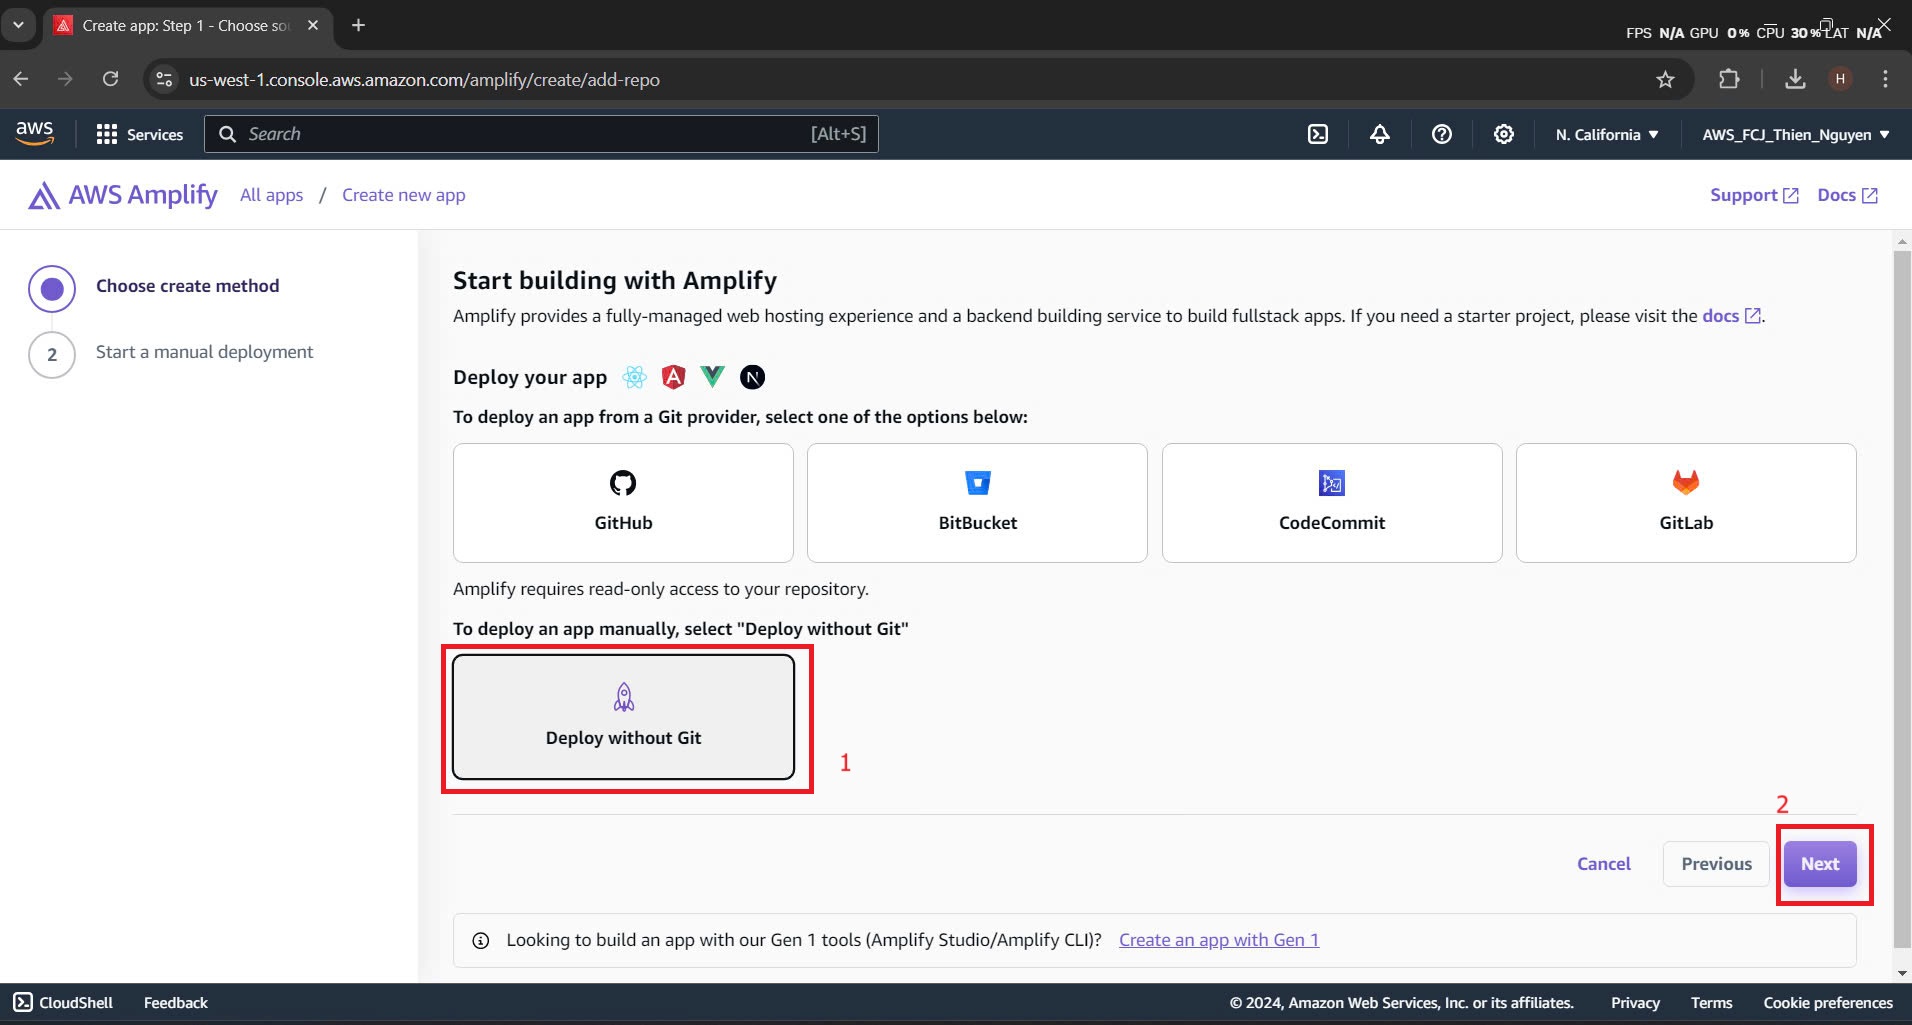 Create app: Step 1 - Choose so
FPS N/A GPU 0% CPU 30% LAT N/A
us-west-1.console.aws.amazon.com/amplify/create/add-repo
H
aws
Services
Search
[Alt+S]
N. California
AWS_FCJ_Thien_Nguyen
AWS Amplify
All apps / Create new app
Support
Docs
Choose create method
2
Start a manual deployment
Start building with Amplify
Amplify provides a fully-managed web hosting experience and a backend building service to build fullstack apps. If you need a starter project, please visit the docs.
Deploy your app
A
N
To deploy an app from a Git provider, select one of the options below:
GitHub
BitBucket
CodeCommit
GitLab
Amplify requires read-only access to your repository.
To deploy an app manually, select "Deploy without Git"
Deploy without Git
1
2
Cancel
Previous
Next
Looking to build an app with our Gen 1 tools (Amplify Studio/Amplify CLI)? Create an app with Gen 1
CloudShell
Feedback
© 2024, Amazon Web Services, Inc. or its affiliates.
Privacy
Terms
Cookie preferences